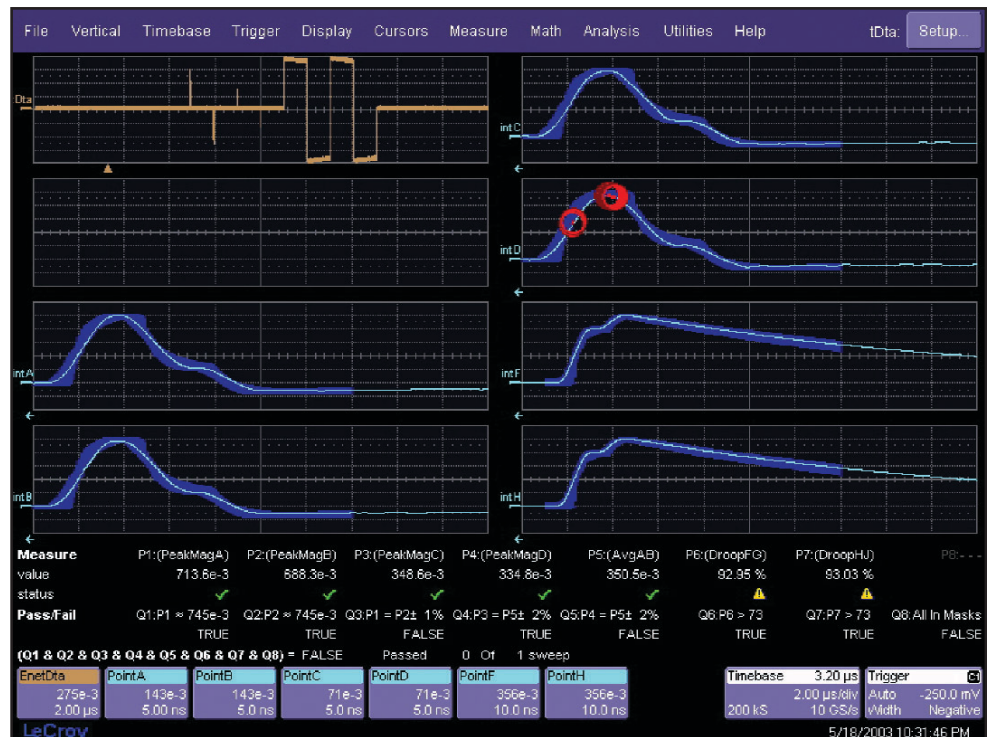 File Vertical Timebase Trigger Display Cursors Measure Math Analysis Utilities Help tDta: Setup...
Dta
intC
intD
intA
intF
intB
intH
Measure P1:(PeakMagA) P2:(PeakMagB) P3:(PeakMagC) P4:(PeakMagD) P5:(AvgAB) P6:(DroopFG) P7:(DroopHJ) P8:- - -
value 713.6e-3 688.3e-3 348.6e-3 334.8e-3 350.5e-3 92.95 % 93.03 %
status
Pass/Fail Q1:P1 ≈ 745e-3 Q2:P2 ≈ 745e-3 Q3:P1 = P2± 1% Q4:P3 = P5± 2% Q5:P4 = P5± 2% Q6:P6 > 73 Q7:P7 > 73 Q8:All In Masks
TRUE TRUE FALSE TRUE FALSE TRUE TRUE FALSE
(Q1 & Q2 & Q3 & Q4 & Q5 & Q6 & Q7 & Q8) = FALSE Passed 0 Of 1 sweep
EnetDta PointA PointB PointC PointD PointF PointH Timebase 3.20 µs Trigger C1
275e-3 143e-3 143e-3 71e-3 71e-3 356e-3 356e-3 2.00 µs/div Auto -250.0 mV
2.00 µs 5.00 ns 5.0 ns 5.0 ns 5.0 ns 10.0 ns 10.0 ns 200 kS 10 GS/s Width Negative
LeCroy 5/18/2003 10:31:46 PM